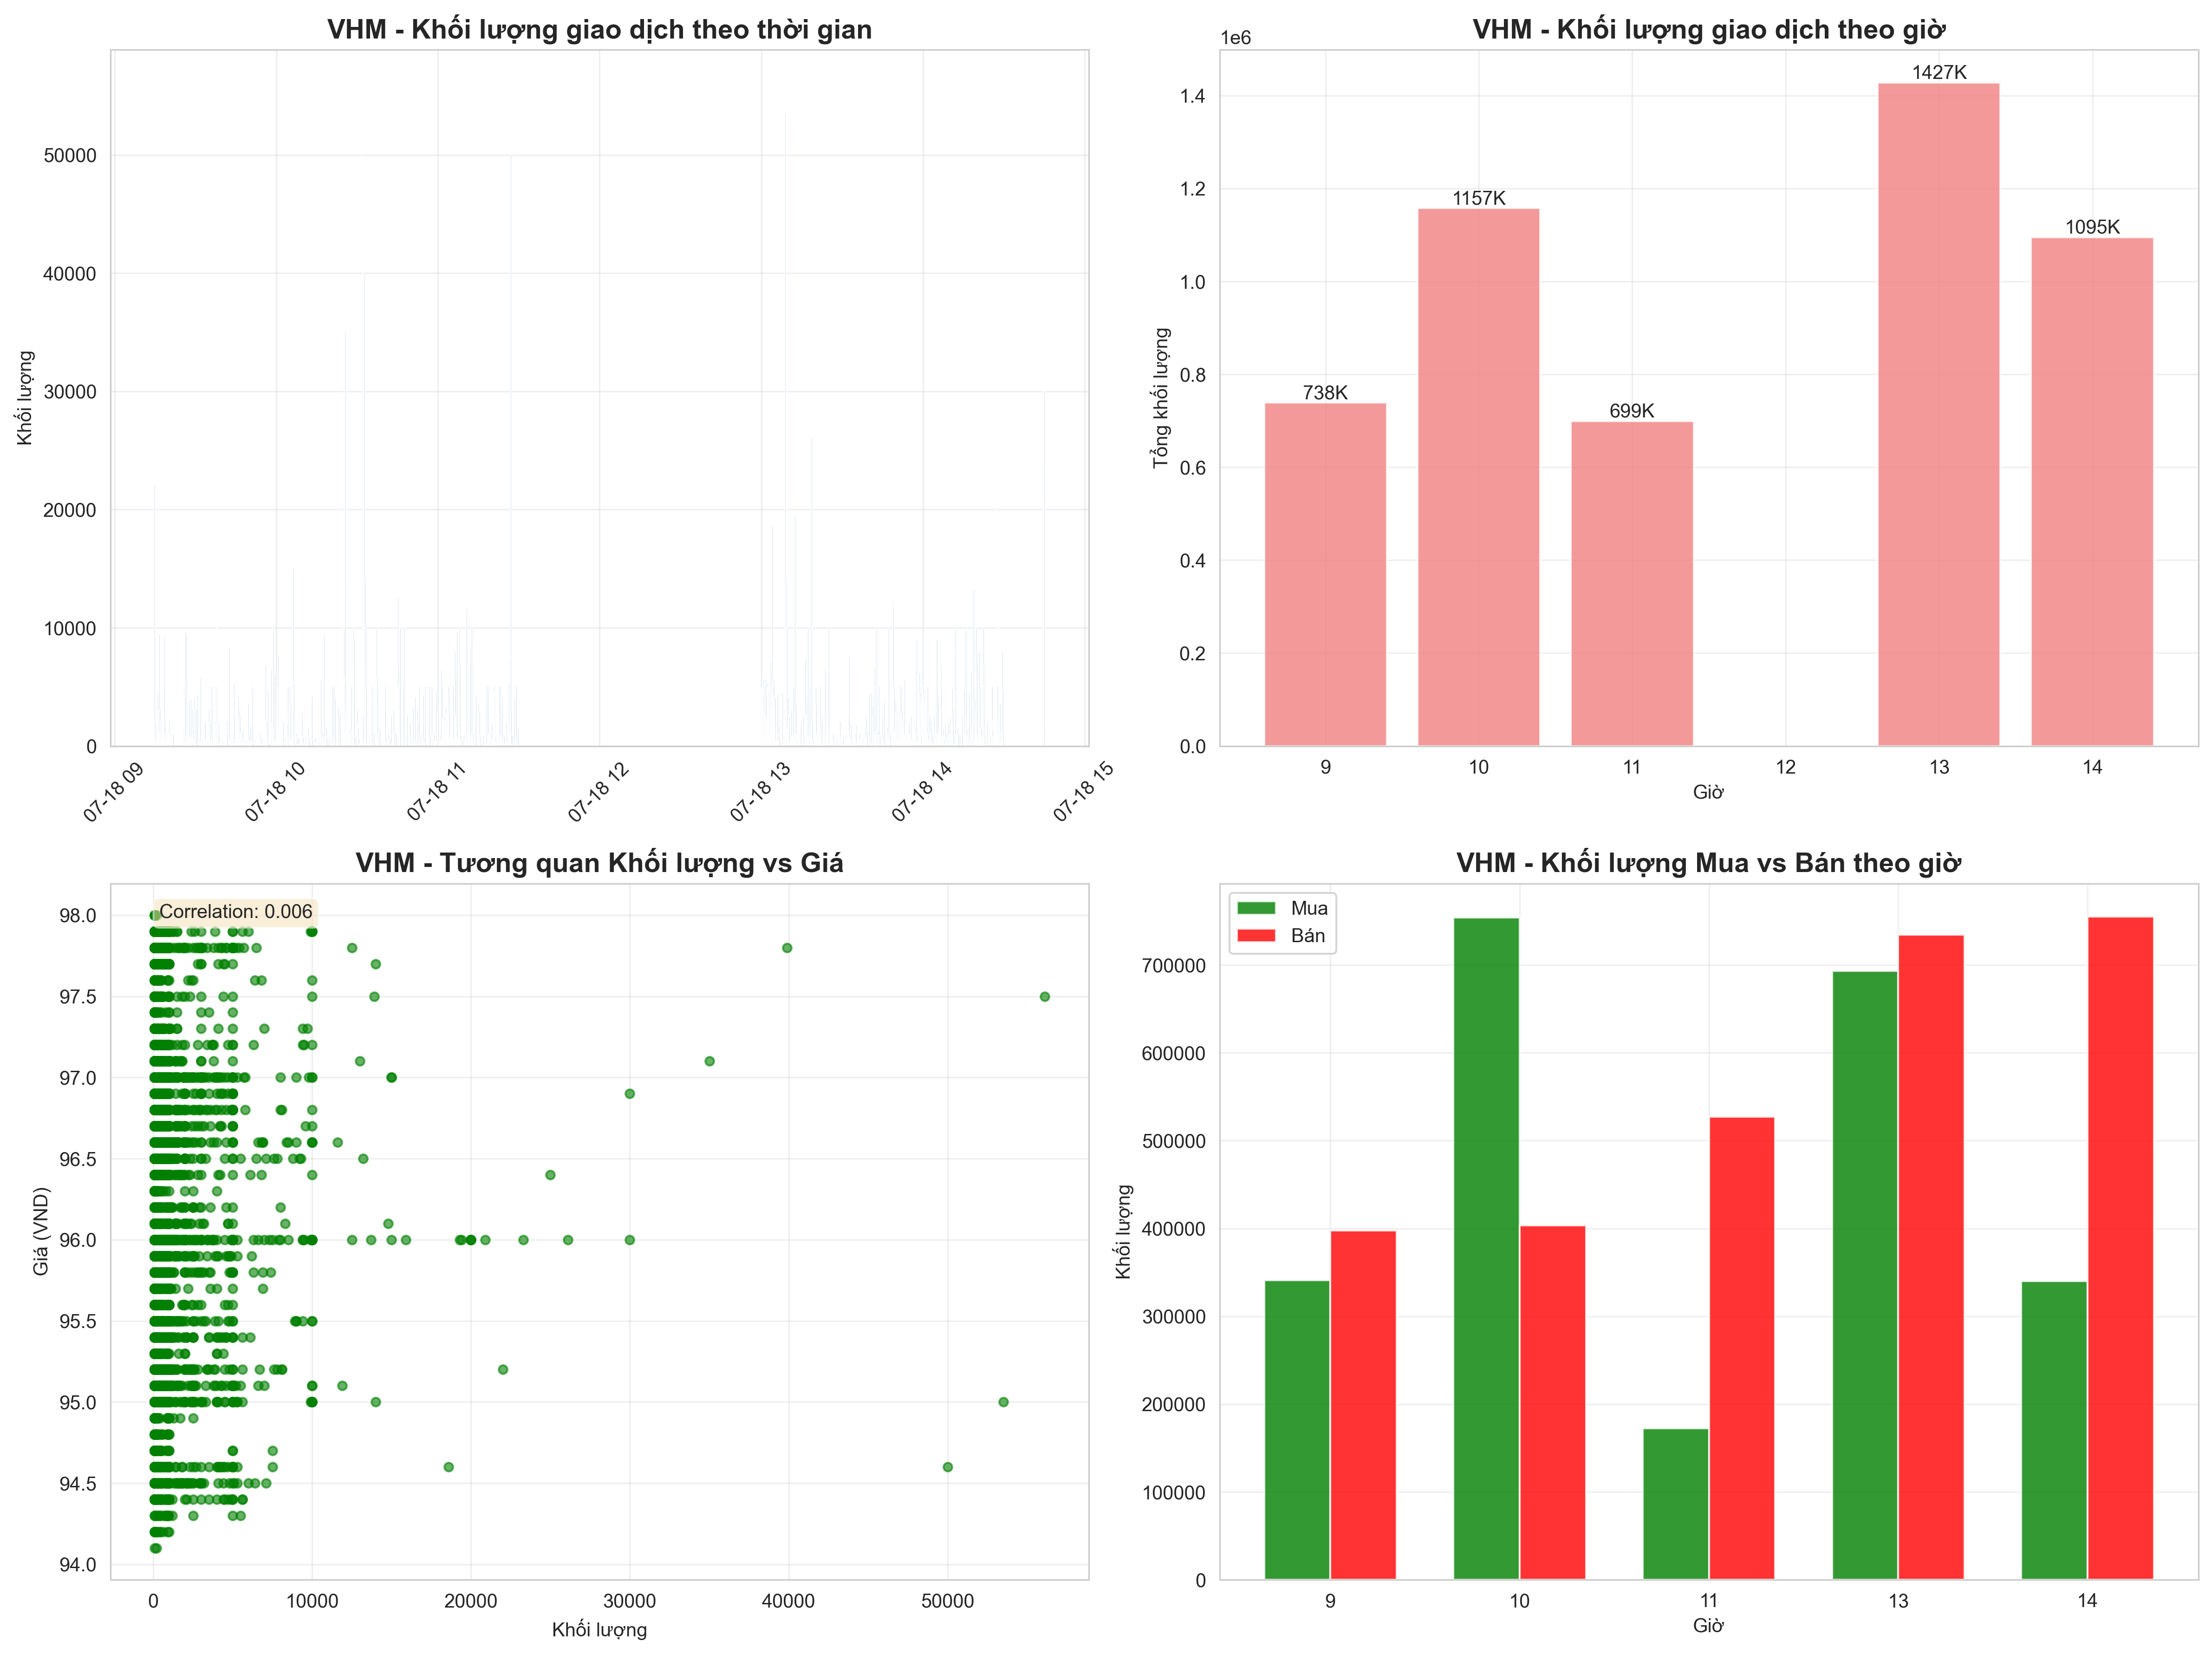 VHM - Khối lượng giao dịch theo thời gian
Khối lượng
50000
40000
30000
20000
10000
0
07-18 09
07-18 10
07-18 11
07-18 12
07-18 13
07-18 14
07-18 15
VHM - Khối lượng giao dịch theo giờ
1e6
Tổng khối lượng
1.4
1.2
1.0
0.8
0.6
0.4
0.2
0.0
738K
1157K
699K
1427K
1095K
9
10
11
12
13
14
Giờ
VHM - Tương quan Khối lượng vs Giá
Correlation: 0.006
Giá (VND)
98.0
97.5
97.0
96.5
96.0
95.5
95.0
94.5
94.0
0
10000
20000
30000
40000
50000
Khối lượng
VHM - Khối lượng Mua vs Bán theo giờ
Mua
Bán
Khối lượng
700000
600000
500000
400000
300000
200000
100000
0
9
10
11
13
14
Giờ